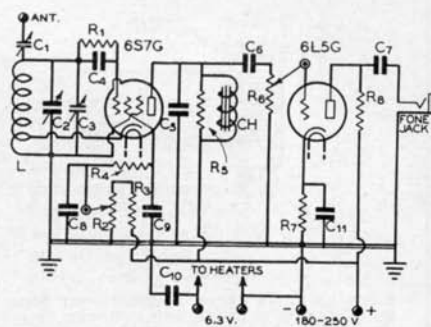 ANT.
C1
R1
6S7G
C4
C2
C3
L
R4
R3
C8
R2
C9
C10
C5
R5
CH
C6
R6
6L5G
R7
C11
R8
C7
FONE
JACK
TO HEATERS
6.3 V.
- 180-250 V +